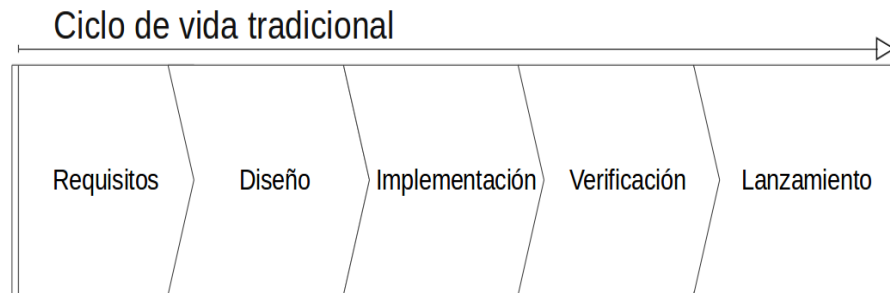 Ciclo de vida tradicional
Requisitos
Diseño
Implementación
Verificación
Lanzamiento